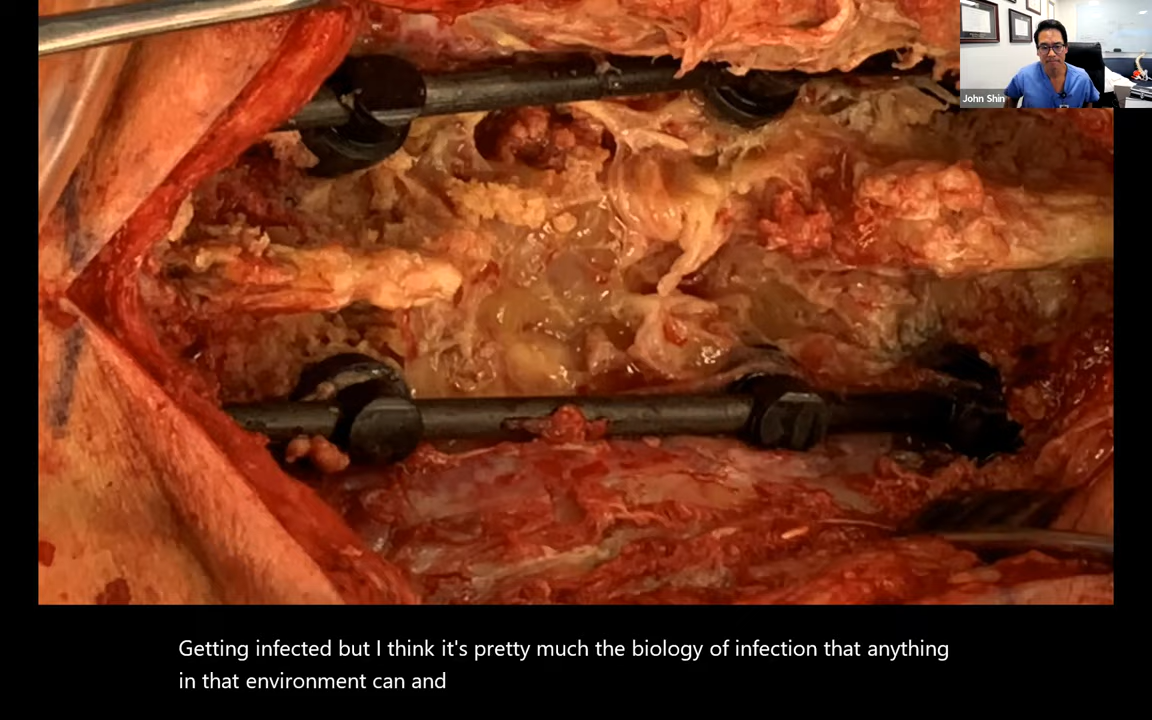 John Shin
Getting infected but I think it's pretty much the biology of infection that anything
in that environment can and